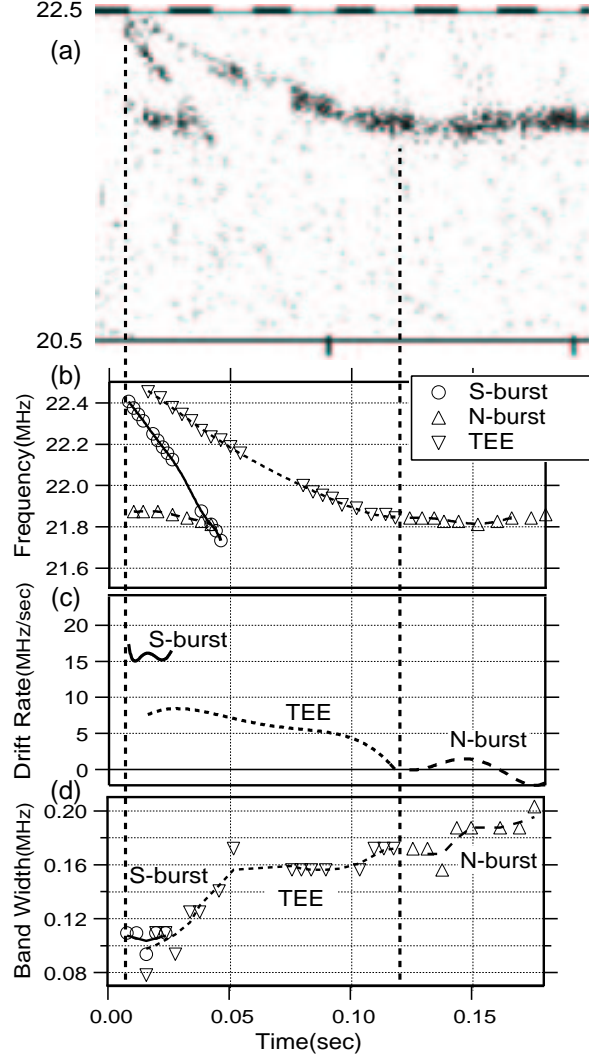 22.5
(a)
20.5
(b)
S-burst
N-burst
TEE
Frequency(MHz)
22.4
22.2
22.0
21.8
21.6
(c)
Drift Rate(MHz/sec)
20
15
10
5
0
S-burst
TEE
N-burst
(d)
Band Width(MHz)
0.20
0.16
0.12
0.08
S-burst
TEE
N-burst
0.00
0.05
0.10
0.15
Time(sec)